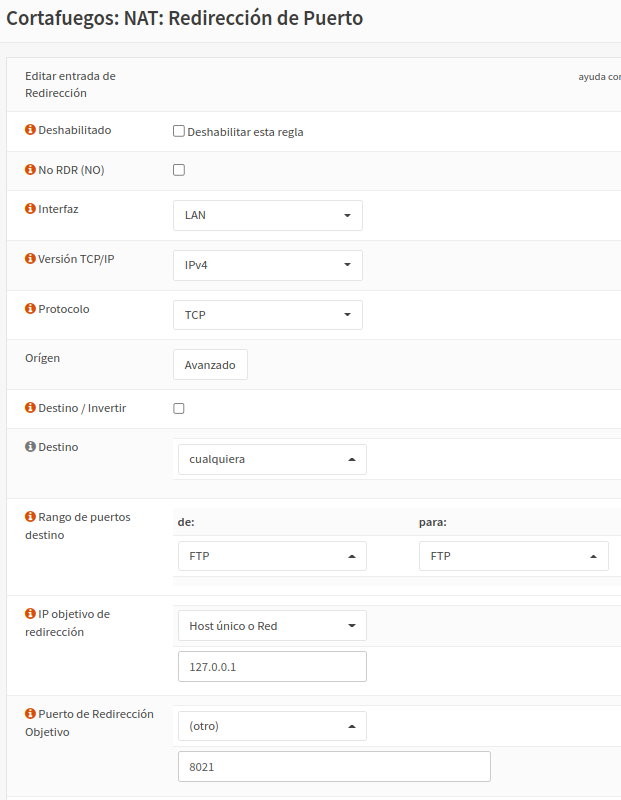 Cortafuegos: NAT: Redirección de Puerto
Editar entrada de
Redirección
ayuda
Deshabilitado
Deshabilitar esta regla
No RDR (NO)
Interfaz
LAN
Versión TCP/IP
IPv4
Protocolo
TCP
Orígen
Avanzado
Destino / Invertir
Destino
cualquiera
Rango de puertos
destino
de:
para:
FTP
FTP
IP objetivo de
redirección
Host único o Red
127.0.0.1
Puerto de Redirección
Objetivo
(otro)
8021